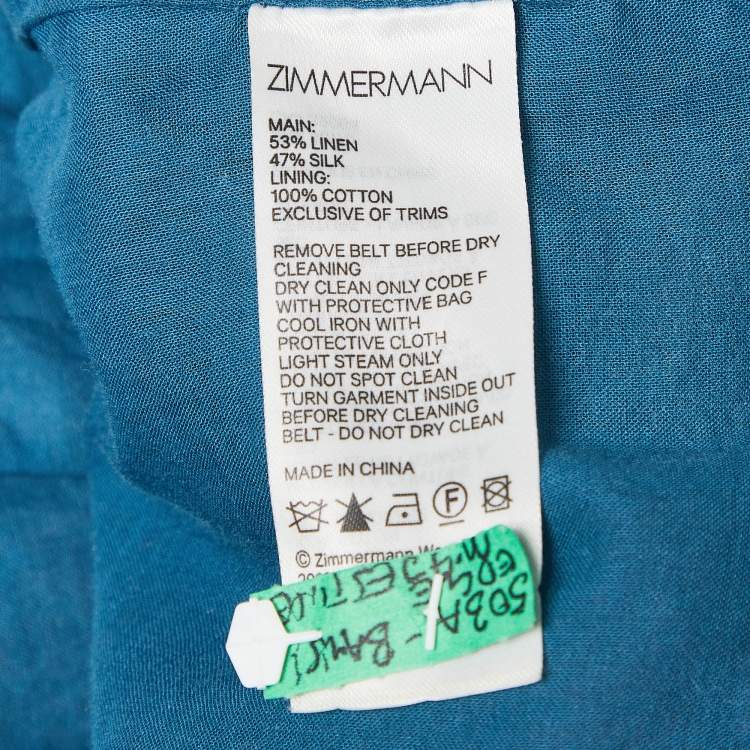 ZIMMERMANN
MAIN:
53% LINEN
47% SILK
LINING:
100% COTTON
EXCLUSIVE OF TRIMS
REMOVE BELT BEFORE DRY
CLEANING
DRY CLEAN ONLY CODE F
WITH PROTECTIVE BAG
COOL IRON WITH
PROTECTIVE CLOTH
LIGHT STEAM ONLY
DO NOT SPOT CLEAN
TURN GARMENT INSIDE OUT
BEFORE DRY CLEANING
BELT - DO NOT DRY CLEAN
MADE IN CHINA
F
© Zimmermann
503A -